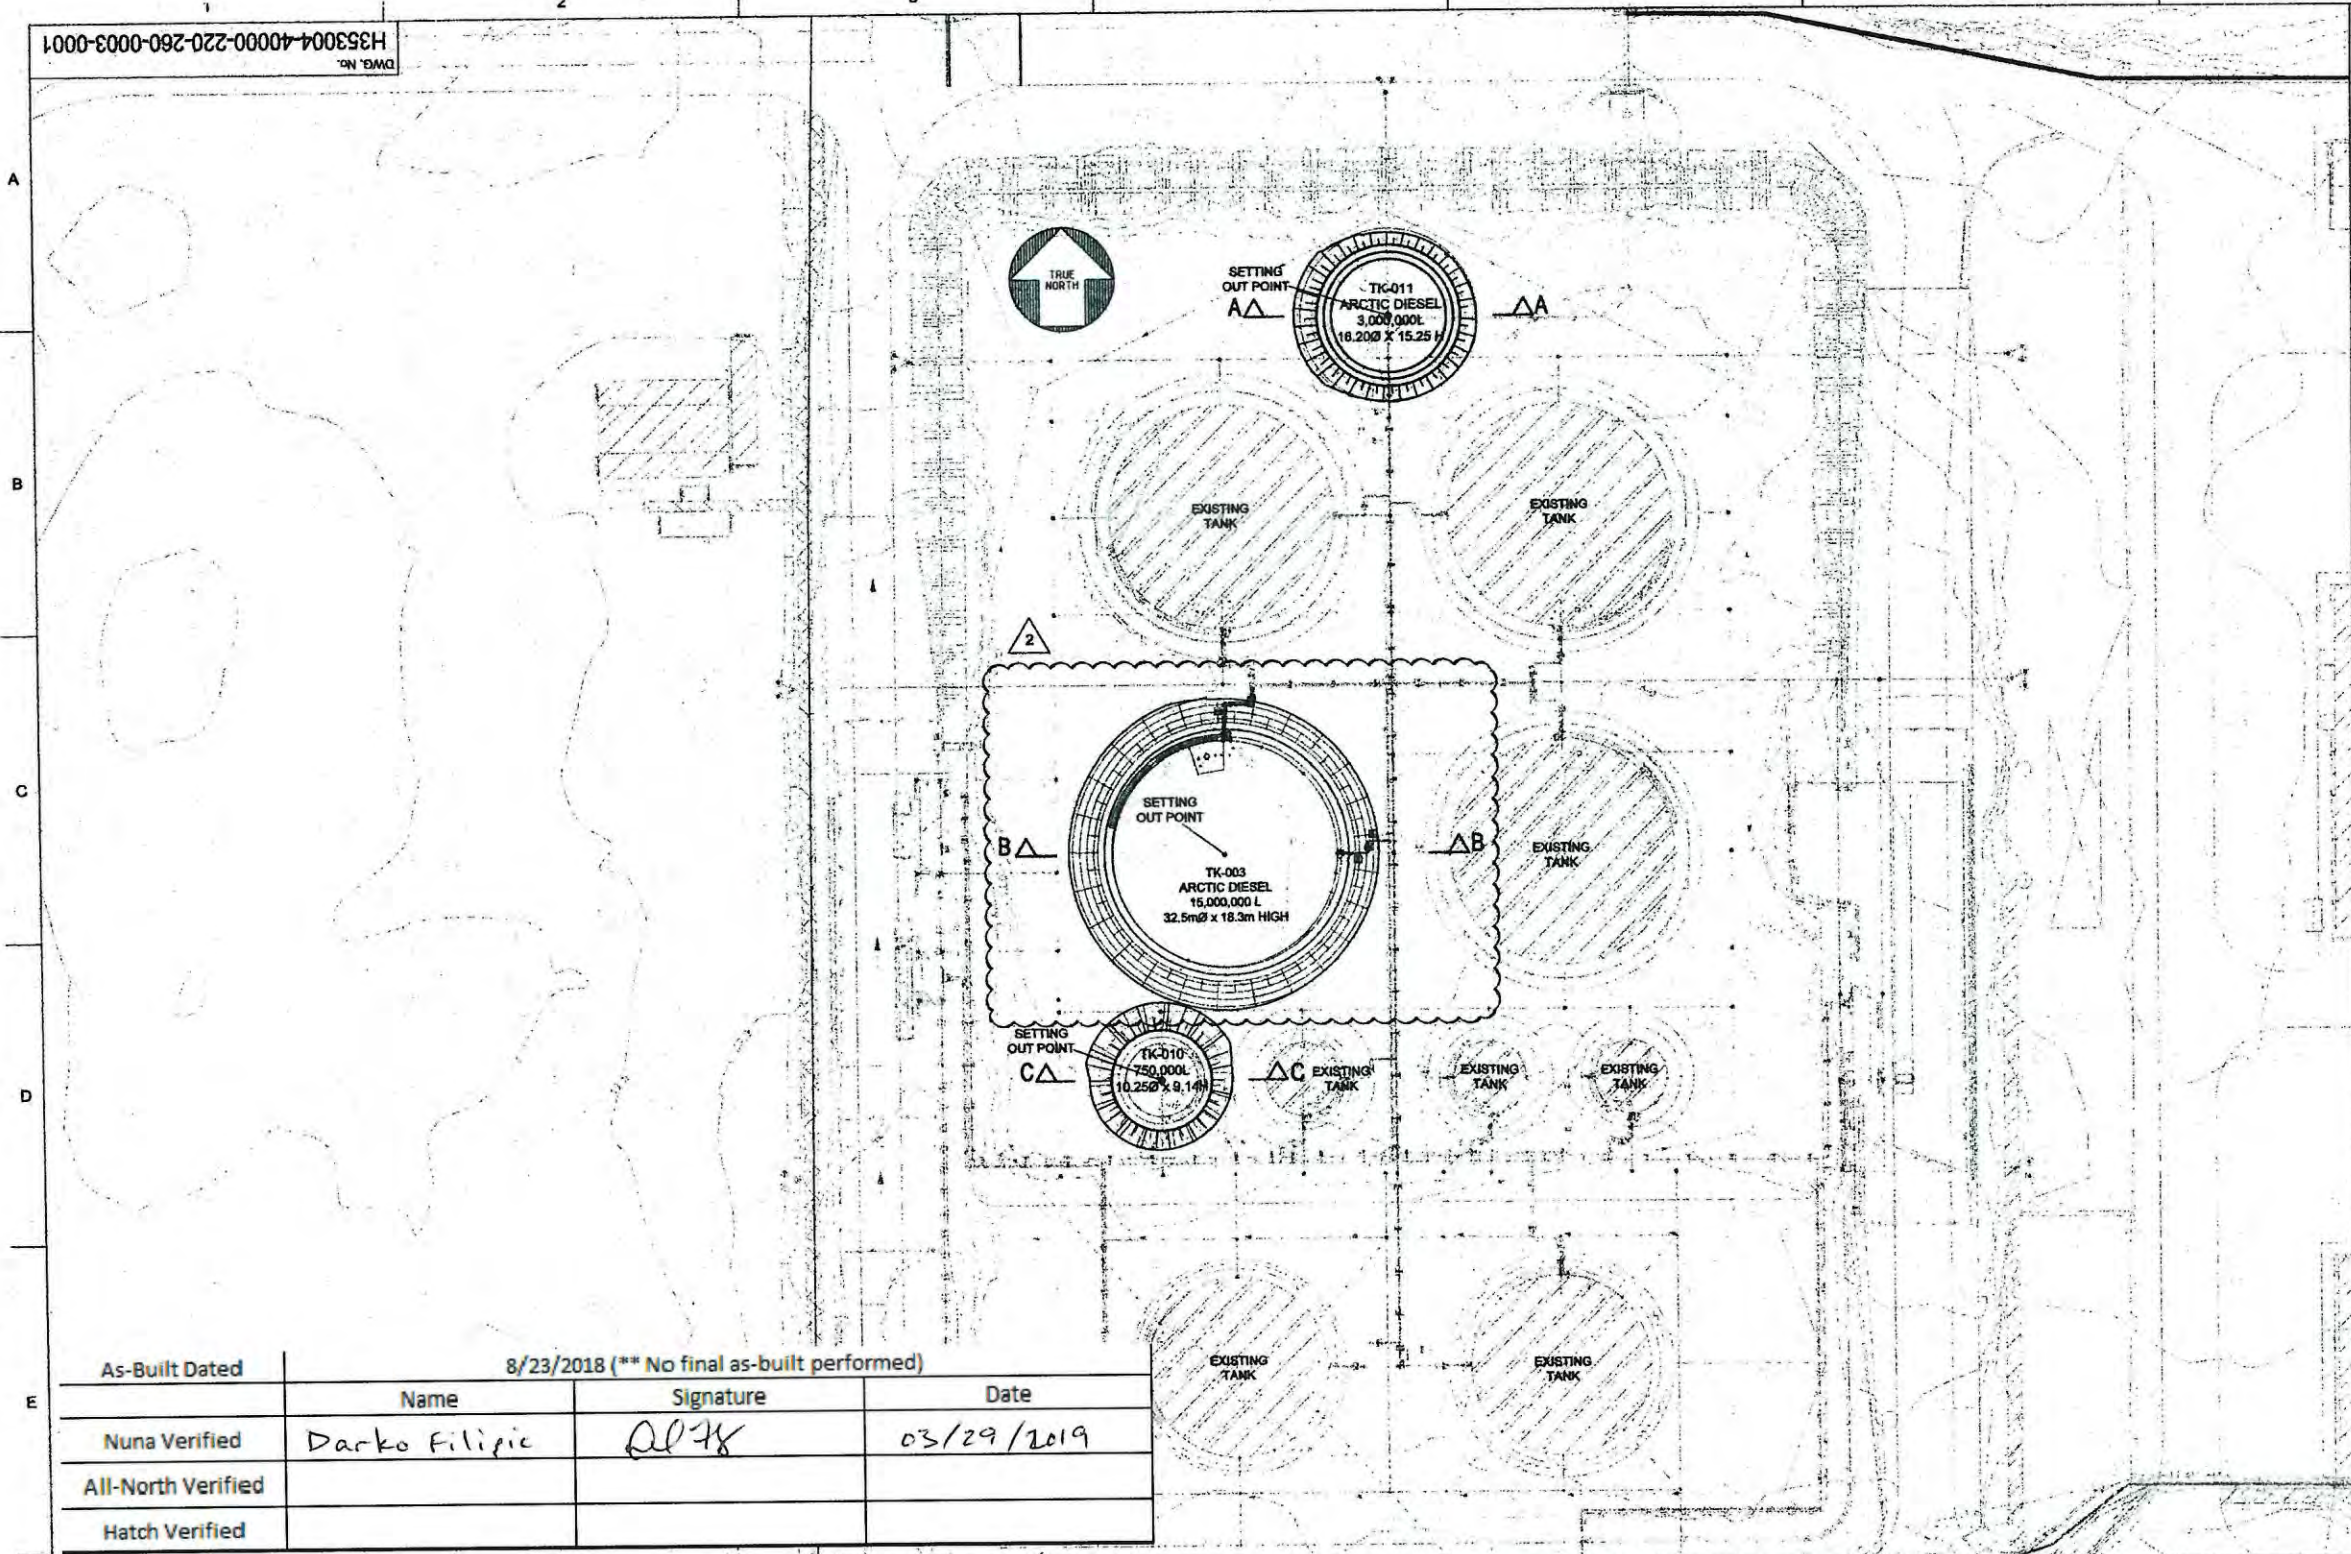 1
2
H353004-40000-220-260-0003-0001
DWG. No.
A
B
C
D
E
TRUE
NORTH
SETTING
OUT POINT
A
A
TK-011
ARCTIC DIESEL
3,000,000L
16.20Ø X 15.25 H
EXISTING
TANK
EXISTING
TANK
2
SETTING
OUT POINT
B
B
TK-003
ARCTIC DIESEL
15,000,000 L
32.5mØ x 18.3m HIGH
EXISTING
TANK
SETTING
OUT POINT
C
C
TK-010
750,000L
10.25Ø X 9.14H
EXISTING
TANK
EXISTING
TANK
EXISTING
TANK
EXISTING
TANK
EXISTING
TANK
As-Built Dated 8/23/2018 (** No final as-built performed)
Name Signature Date
Nuna Verified Darko Filipic 03/29/2019
All-North Verified
Hatch Verified